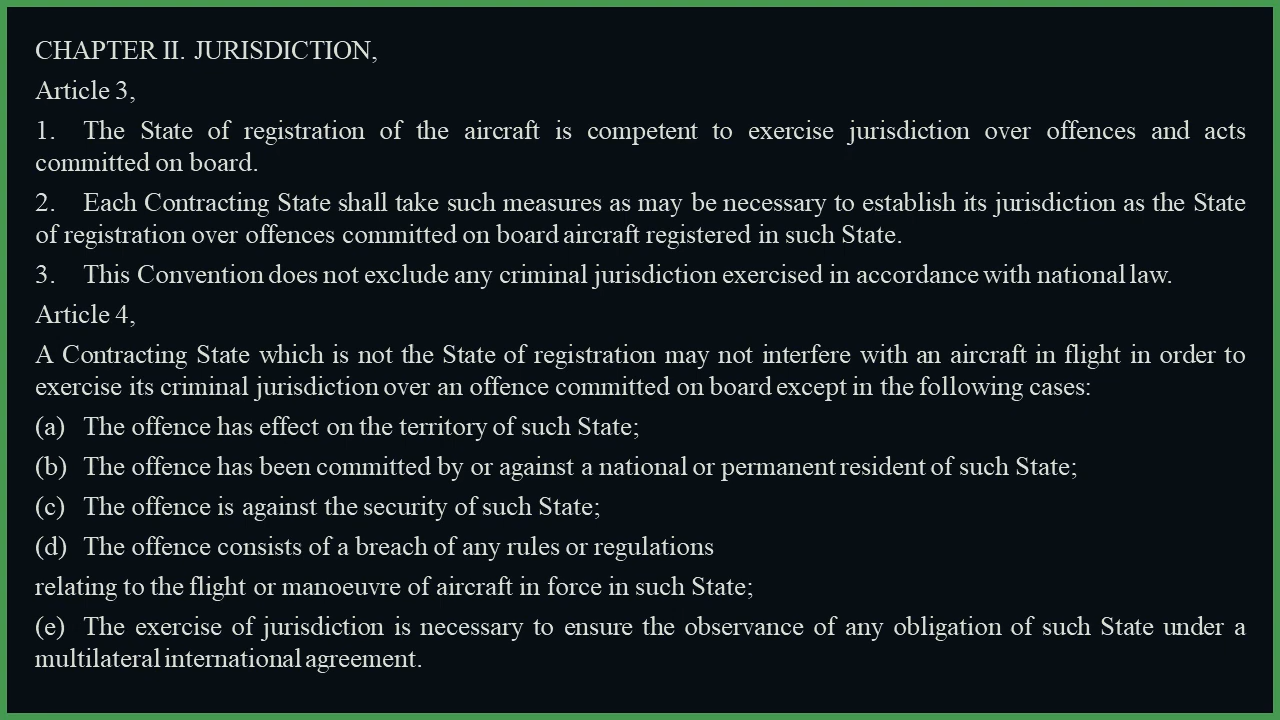 CHAPTER II. JURISDICTION,
Article 3,
1. The State of registration of the aircraft is competent to exercise jurisdiction over offences and acts
committed on board.
2. Each Contracting State shall take such measures as may be necessary to establish its jurisdiction as the State
of registration over offences committed on board aircraft registered in such State.
3. This Convention does not exclude any criminal jurisdiction exercised in accordance with national law.
Article 4,
A Contracting State which is not the State of registration may not interfere with an aircraft in flight in order to
exercise its criminal jurisdiction over an offence committed on board except in the following cases:
(a) The offence has effect on the territory of such State;
(b) The offence has been committed by or against a national or permanent resident of such State;
(c) The offence is against the security of such State;
(d) The offence consists of a breach of any rules or regulations
relating to the flight or manoeuvre of aircraft in force in such State;
(e) The exercise of jurisdiction is necessary to ensure the observance of any obligation of such State under a
multilateral international agreement.